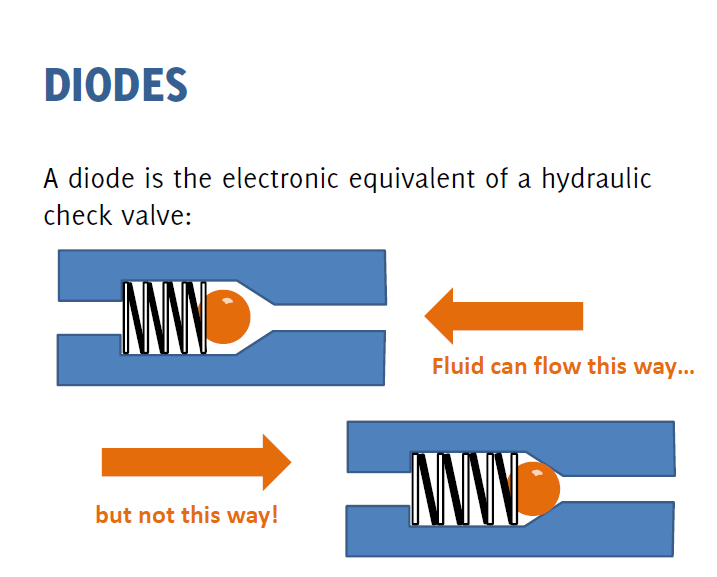 DIODES
A diode is the electronic equivalent of a hydraulic
check valve:
Fluid can flow this way...
but not this way!